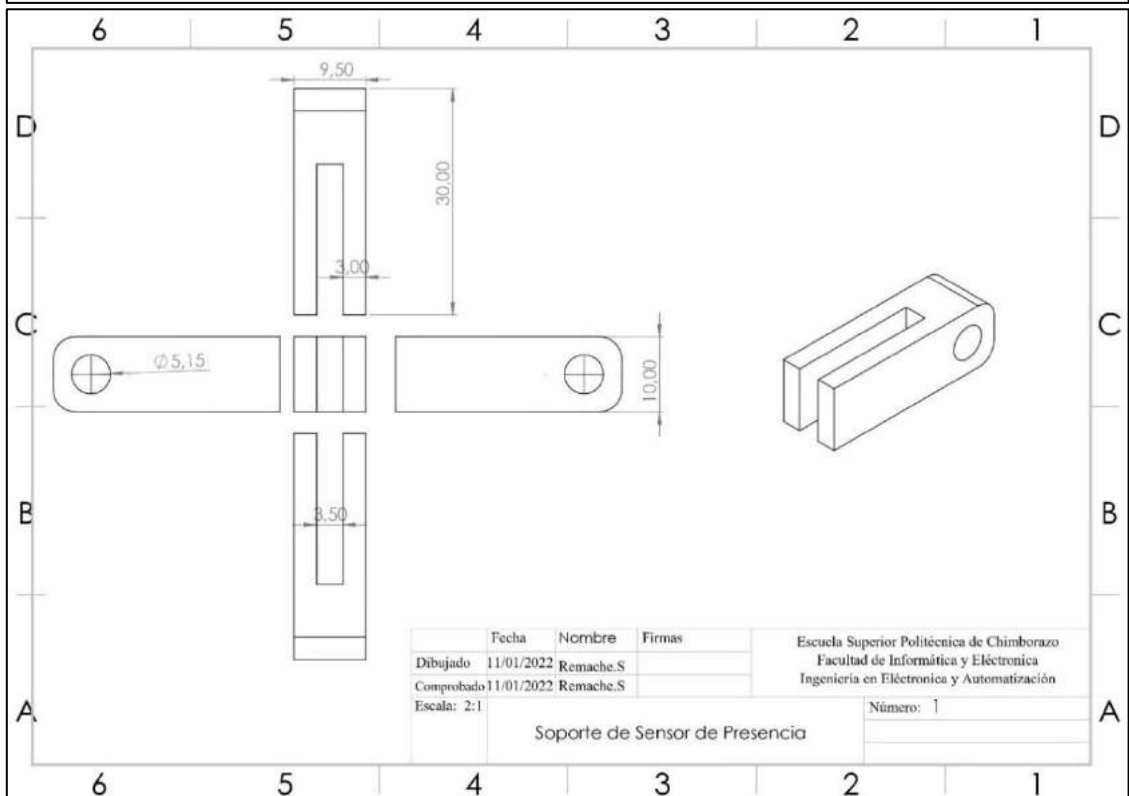 6 5 4 3 2 1
9,50
D D
30,00
3,00
C C
Ø5,15
10,00
B B
3,50
Fecha Nombre Firmas
Dibujado 11/01/2022 Remache.S
Comprobado 11/01/2022 Remache.S
Escala: 2:1
Soporte de Sensor de Presencia
Escuela Superior Politécnica de Chimborazo
Facultad de Informática y Eléctronica
Ingenieria en Eléctronica y Automatización
Número: 1
A A
6 5 4 3 2 1